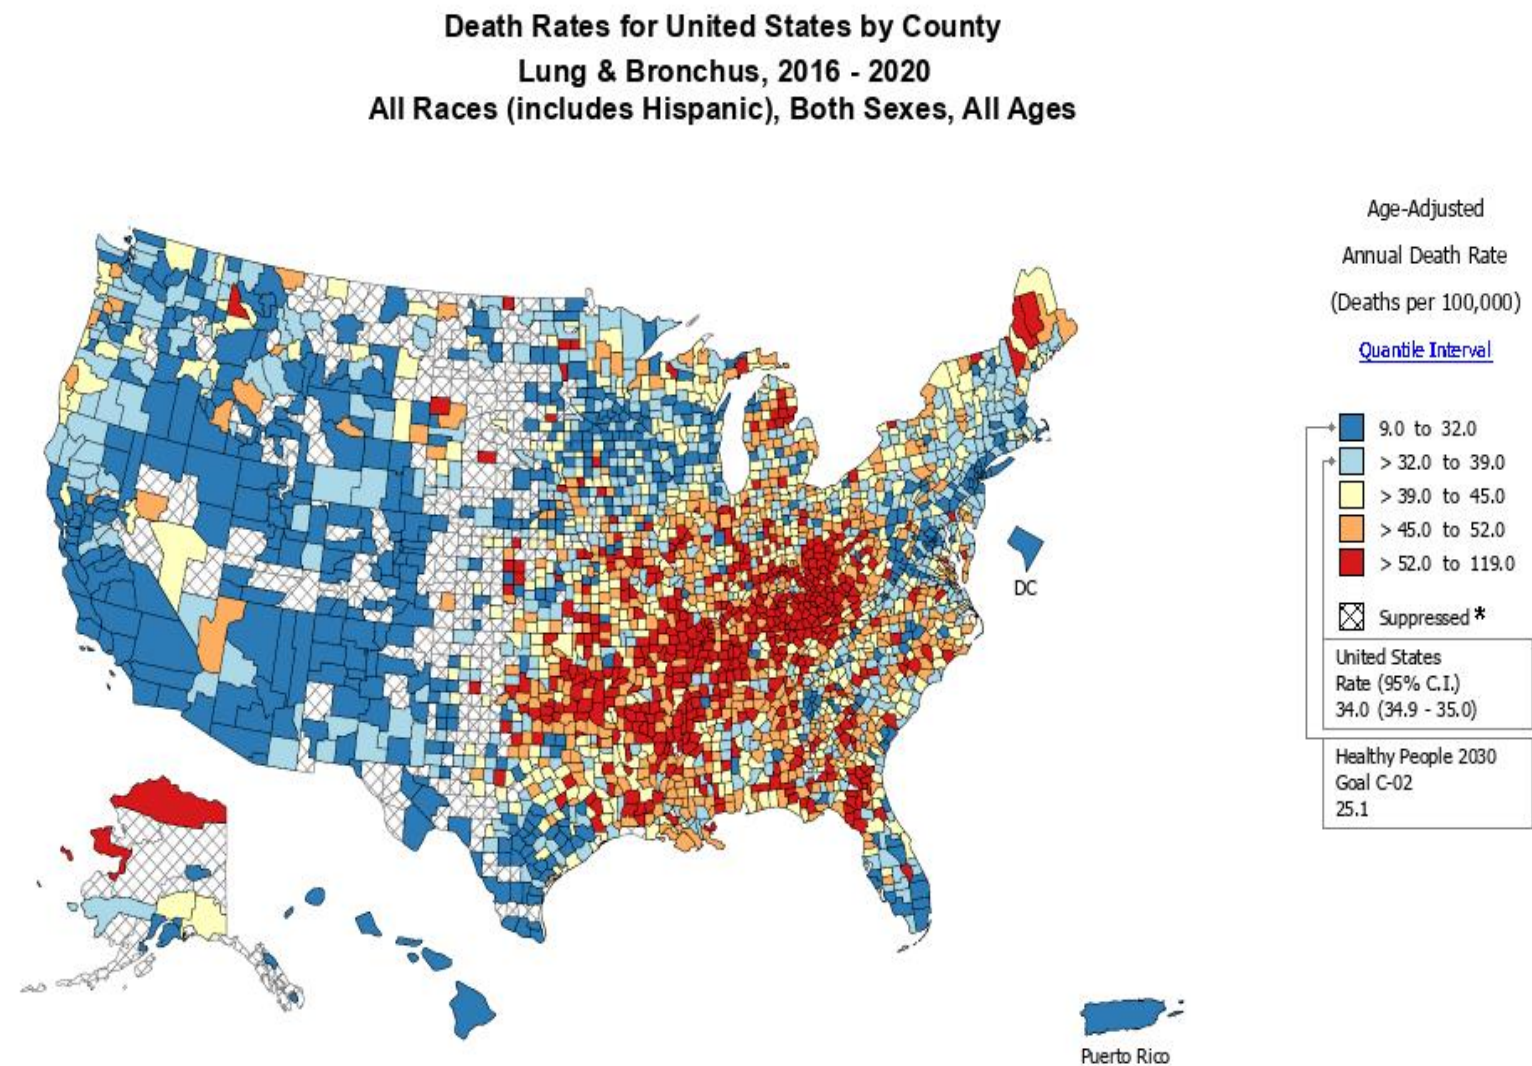 Death Rates for United States by County
Lung & Bronchus, 2016 - 2020
All Races (includes Hispanic), Both Sexes, All Ages
Age-Adjusted
Annual Death Rate
(Deaths per 100,000)
Quantile Interval
9.0 to 32.0
> 32.0 to 39.0
> 39.0 to 45.0
> 45.0 to 52.0
> 52.0 to 119.0
Suppressed *
United States
Rate (95% C.I.)
34.0 (34.9 - 35.0)
Healthy People 2030
Goal C-02
25.1
DC
Puerto Rico